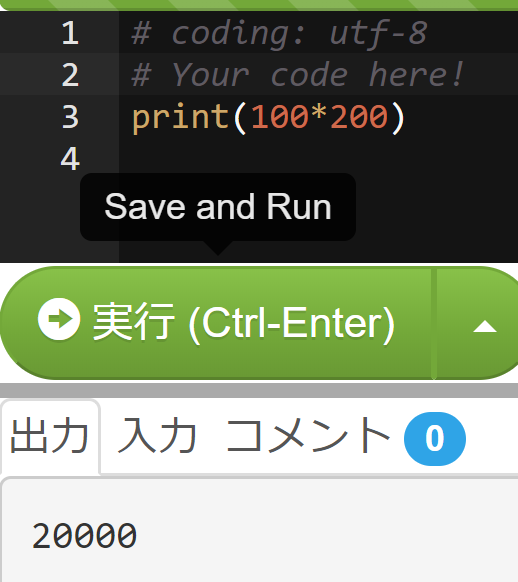 1 # coding: utf-8
2 # Your code here!
3 print(100*200)
4
Save and Run
実行 (Ctrl-Enter)
出力 入力 コメント 0
20000